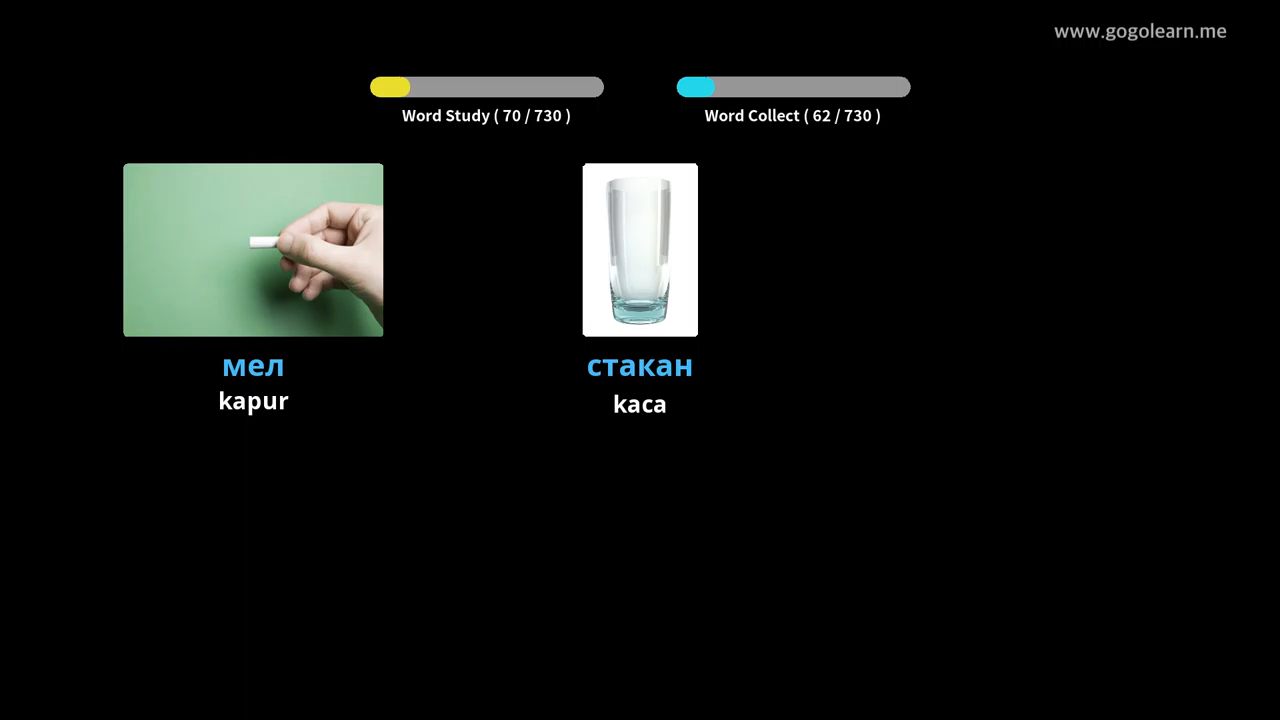 www.gogolearn.me
Word Study ( 70 / 730 )
Word Collect ( 62 / 730 )
мел
kapur
стакан
kaca